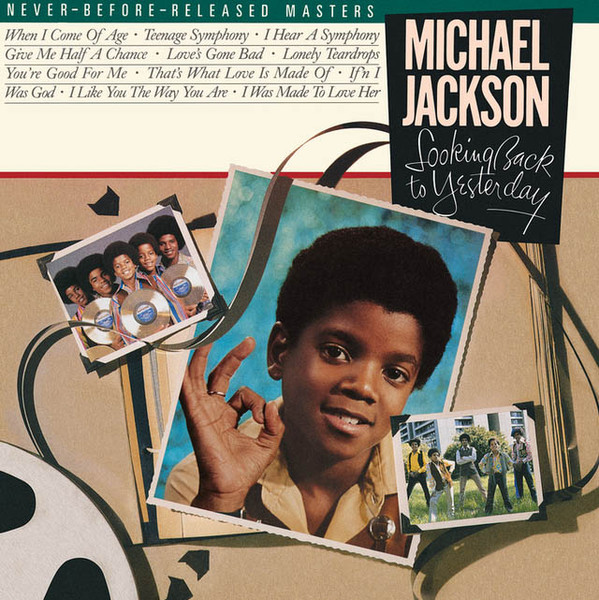 NEVER-BEFORE-RELEASED MASTERS
When I Come Of Age · Teenage Symphony · I Hear A Symphony
Give Me Half A Chance · Love's Gone Bad · Lonely Teardrops
You're Good For Me · That's What Love Is Made Of · If'n I
Was God · I Like You The Way You Are · I Was Made To Love Her
MICHAEL
JACKSON
Looking Back
to Yesterday